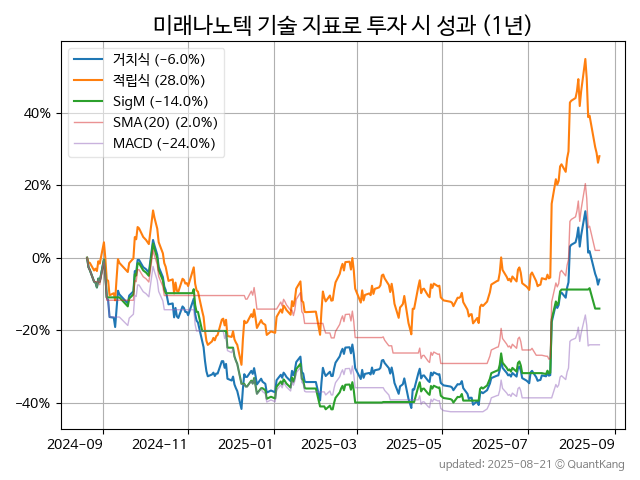 미래나노텍 기술 지표로 투자 시 성과 (1년)
거치식 (−6.0%)
적립식 (28.0%)
SigM (−14.0%)
SMA(20) (2.0%)
MACD (−24.0%)
40%
20%
0%
−20%
−40%
2024-09 2024-11 2025-01 2025-03 2025-05 2025-07 2025-09
updated: 2025-08-21 © QuantKang